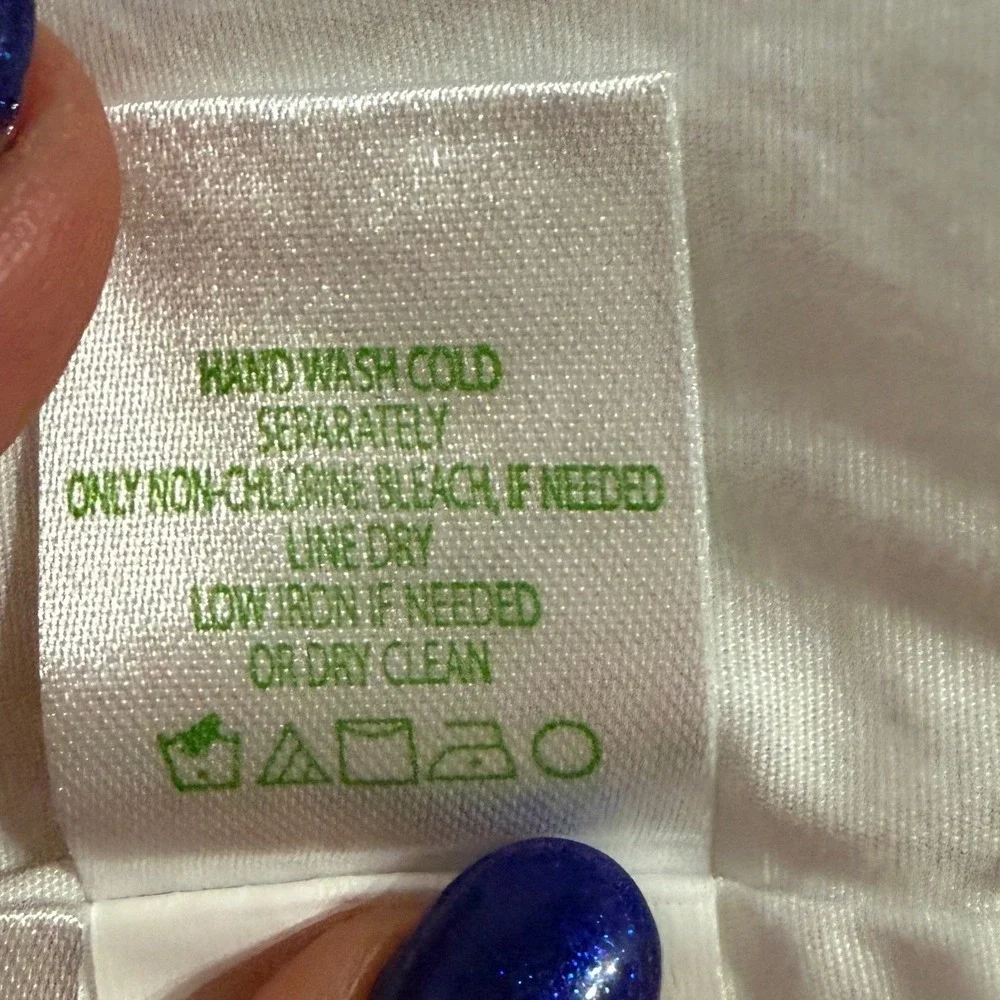 HAND WASH COLD
SEPARATELY
ONLY NON-CHLORINE BLEACH, IF NEEDED
LINE DRY
LOW IRON IF NEEDED
OR DRY CLEAN